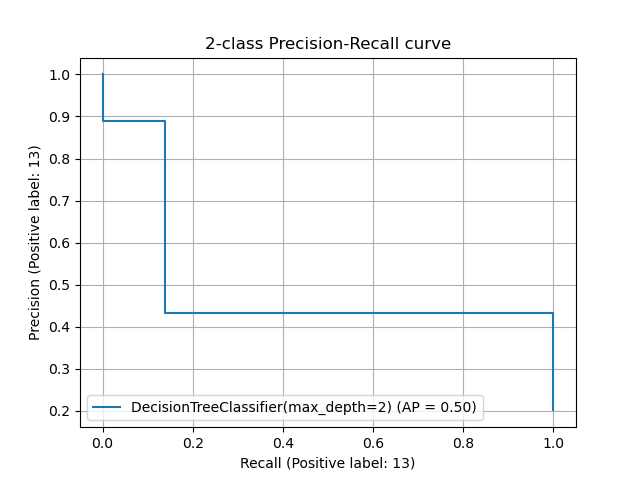 2-class Precision-Recall curve
Precision (Positive label: 13)
1.0
0.9
0.8
0.7
0.6
0.5
0.4
0.3
0.2
DecisionTreeClassifier(max_depth=2) (AP = 0.50)
0.0 0.2 0.4 0.6 0.8 1.0
Recall (Positive label: 13)